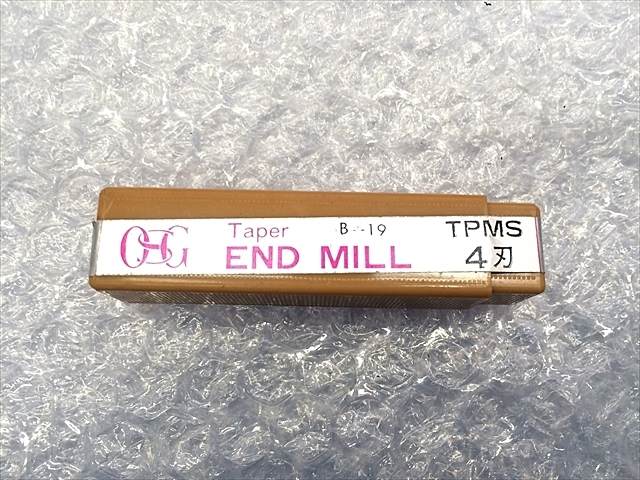 OSG Taper B-19 TPMS
END MILL 4刃